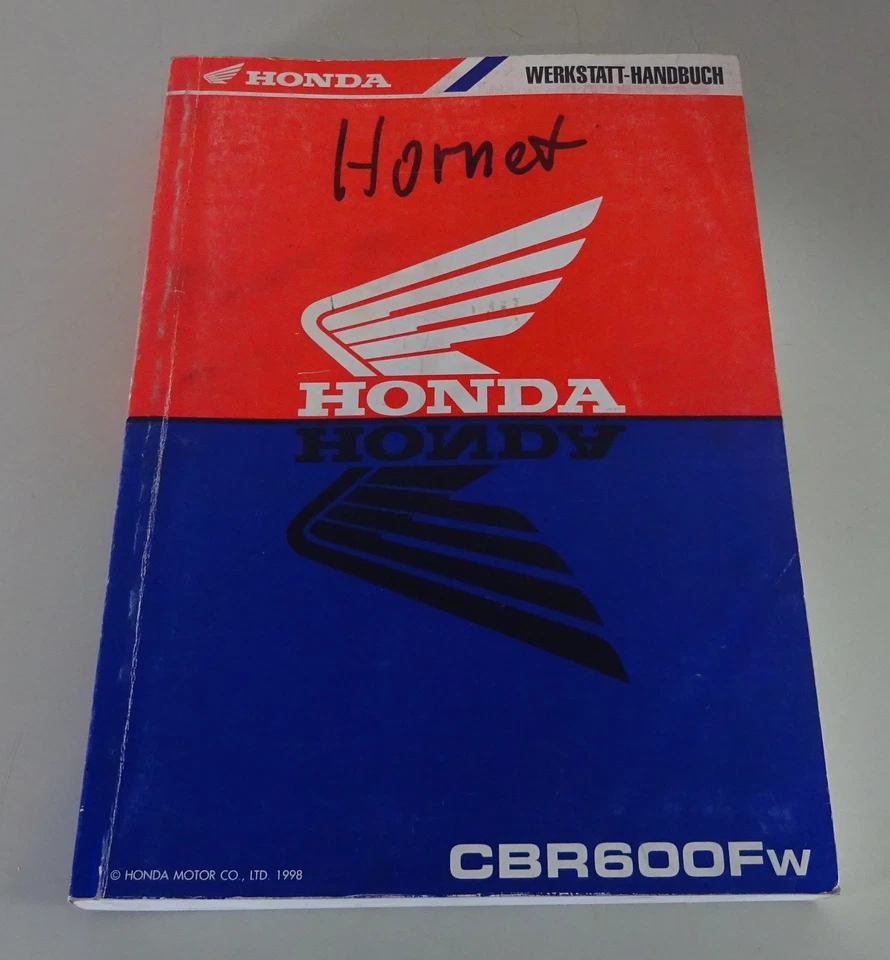 HONDA
WERKSTATT-HANDBUCH
Hornet
HONDA
HONDA
© HONDA MOTOR CO., LTD. 1998
CBR600FW